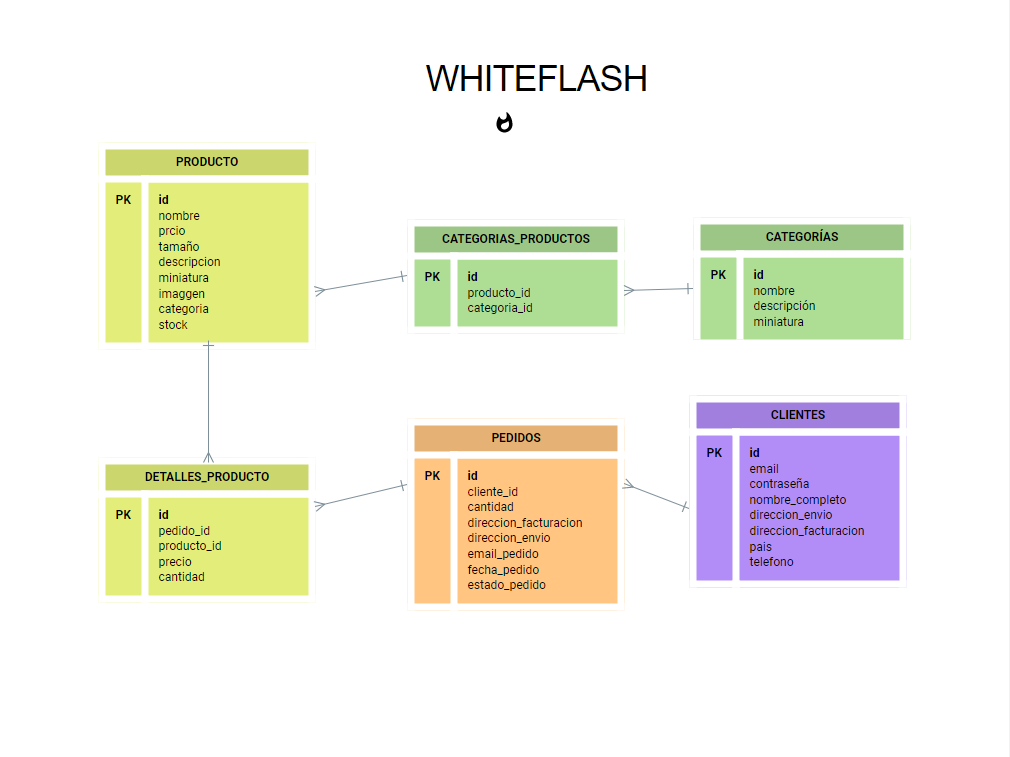 WHITEFLASH
PRODUCTO
PK
id
nombre
prcio
tamaño
descripcion
miniatura
imaggen
categoria
stock
CATEGORIAS_PRODUCTOS
PK
id
producto_id
categoria_id
CATEGORÍAS
PK
id
nombre
descripción
miniatura
DETALLES_PRODUCTO
PK
id
pedido_id
producto_id
precio
cantidad
PEDIDOS
PK
id
cliente_id
cantidad
direccion_facturacion
direccion_envio
email_pedido
fecha_pedido
estado_pedido
CLIENTES
PK
id
email
contraseña
nombre_completo
direccion_envio
direccion_facturacion
pais
telefono